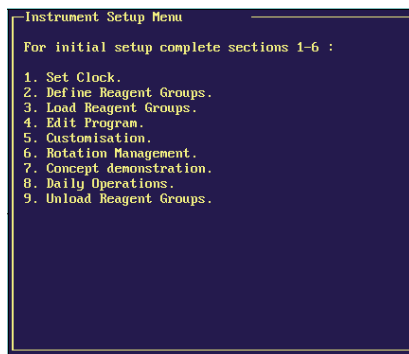 Instrument Setup Menu
For initial setup complete sections 1-6 :
1. Set Clock.
2. Define Reagent Groups.
3. Load Reagent Groups.
4. Edit Program.
5. Customisation.
6. Rotation Management.
7. Concept demonstration.
8. Daily Operations.
9. Unload Reagent Groups.